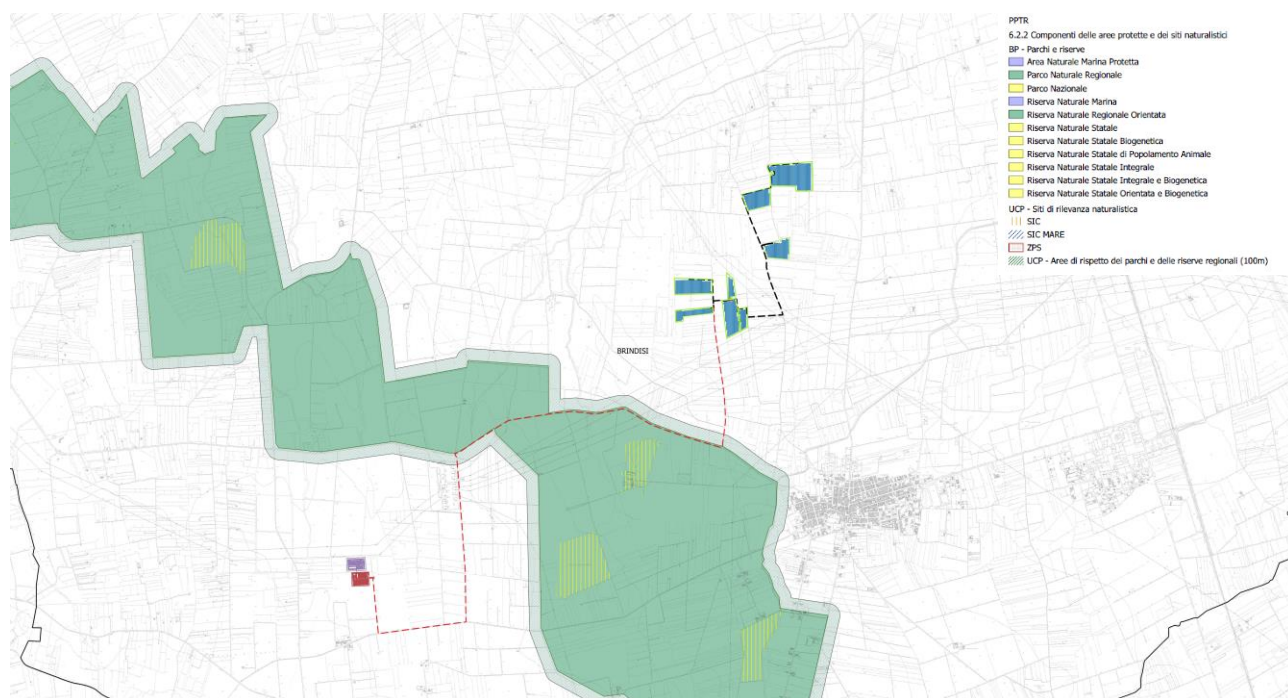 PPTR
6.2.2 Componenti delle aree protette e dei siti naturalistici
BP - Parchi e riserve
Area Naturale Marina Protetta
Parco Naturale Regionale
Parco Nazionale
Riserva Naturale Marina
Riserva Naturale Regionale Orientata
Riserva Naturale Statale
Riserva Naturale Statale Biogenetica
Riserva Naturale Statale di Popolamento Animale
Riserva Naturale Statale Integrale
Riserva Naturale Statale Integrale e Biogenetica
Riserva Naturale Statale Orientata e Biogenetica
UCP - Siti di rilevanza naturalistica
SIC
SIC MARE
ZPS
UCP - Aree di rispetto dei parchi e delle riserve regionali (100m)
BRINDISI